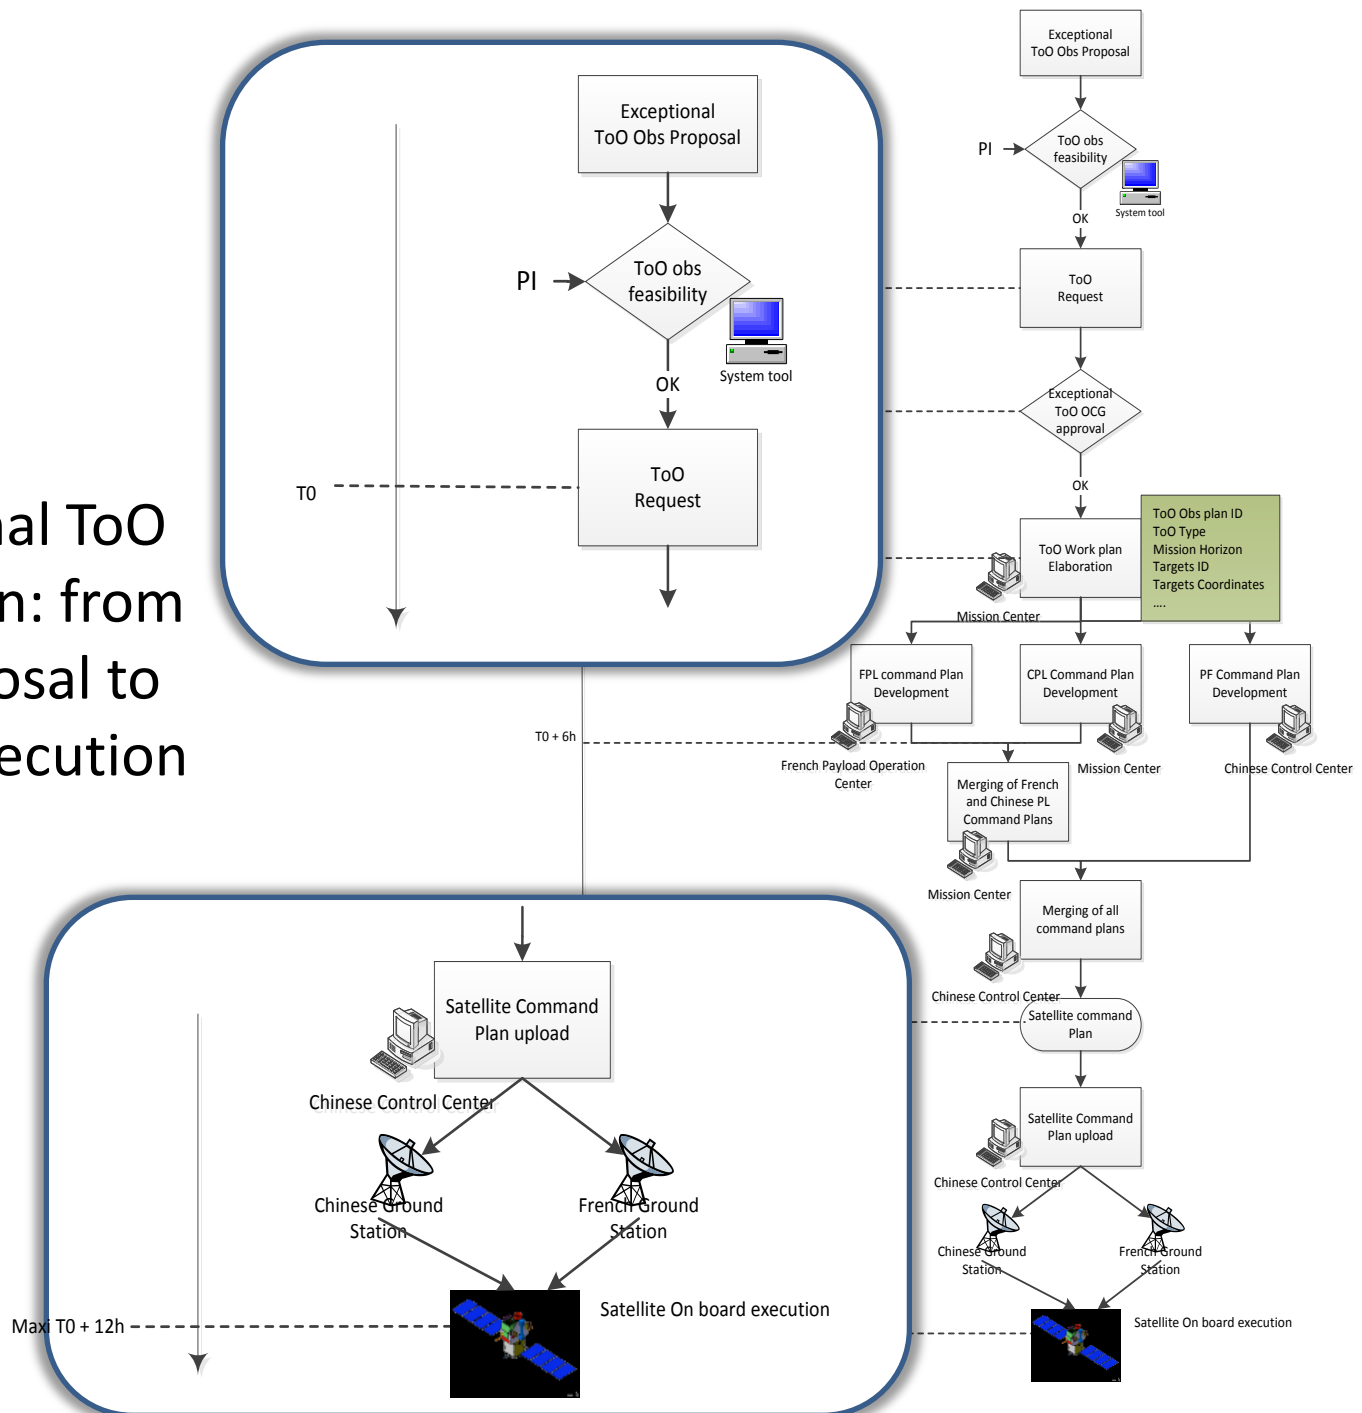 nal ToO
n: from
osal to
ecution
Exceptional
ToO Obs Proposal
PI
ToO obs
feasibility
System tool
OK
T0
ToO
Request
T0 + 6h
Satellite Command
Plan upload
Chinese Control Center
Chinese Ground
Station
French Ground
Station
Satellite On board execution
Maxi T0 + 12h
Exceptional
ToO Obs Proposal
PI
ToO obs
feasibility
System tool
OK
ToO
Request
Exceptional
ToO OCG
approval
OK
ToO Work plan
Elaboration
Mission Center
ToO Obs plan ID
ToO Type
Mission Horizon
Targets ID
Targets Coordinates
....
FPL command Plan
Development
French Payload Operation
Center
CPL Command Plan
Development
Mission Center
PF Command Plan
Development
Chinese Control Center
Merging of French
and Chinese PL
Command Plans
Mission Center
Merging of all
command plans
Chinese Control Center
Satellite command
Plan
Satellite Command
Plan upload
Chinese Control Center
Chinese Ground
Station
French Ground
Station
Satellite On board execution